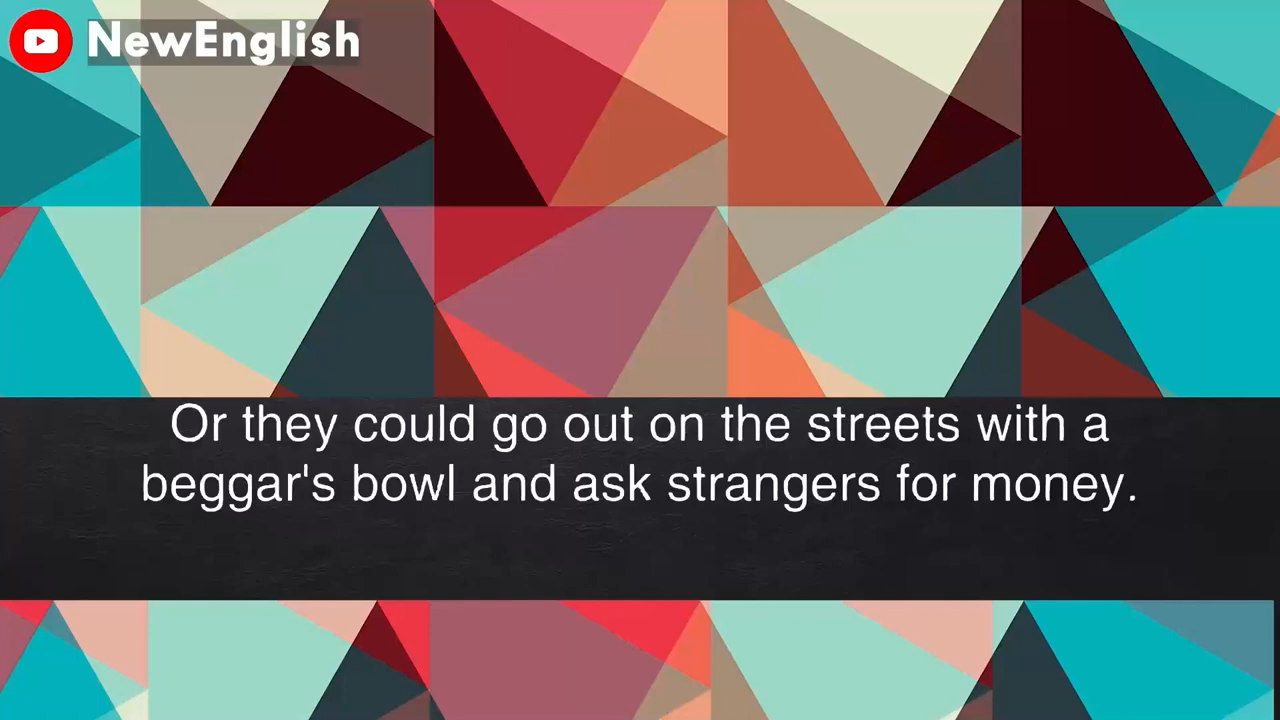 NewEnglish
Or they could go out on the streets with a
beggar's bowl and ask strangers for money.